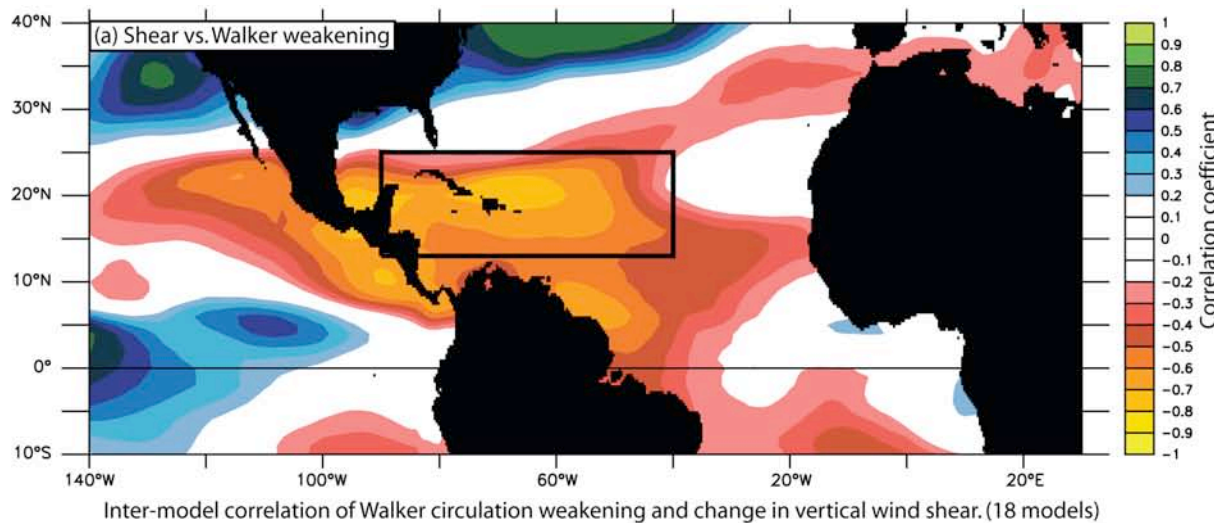 (a) Shear vs. Walker weakening
40°N
30°N
20°N
10°N
0°
10°S
140°W
100°W
60°W
20°W
20°E
1
0.9
0.8
0.7
0.6
0.5
0.4
0.3
0.2
0.1
0
-0.1
-0.2
-0.3
-0.4
-0.5
-0.6
-0.7
-0.8
-0.9
-1
Correlation coefficient
Inter-model correlation of Walker circulation weakening and change in vertical wind shear. (18 models)